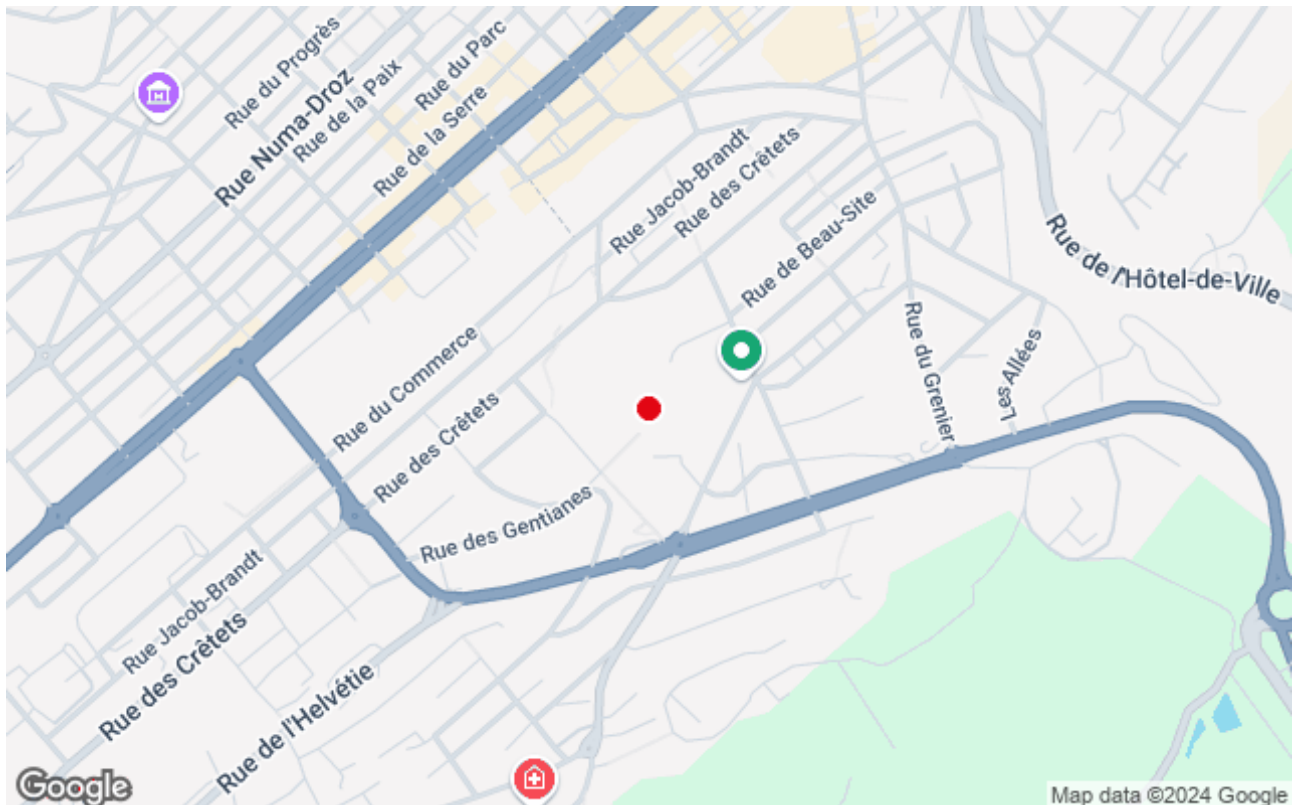 Rue du Progrès
Rue Numa-Droz
Rue de la Paix
Rue du Parc
Rue de la Serre
Rue Jacob-Brandt
Rue des Crêtets
Rue de Beau-Site
Rue de l'Hôtel-de-Ville
Rue du Grenier
Les Allées
Rue du Commerce
Rue des Crêtets
Rue des Gentianes
Rue Jacob-Brandt
Rue des Crêtets
Rue de l'Helvétie
M
Google
Map data ©2024 Google